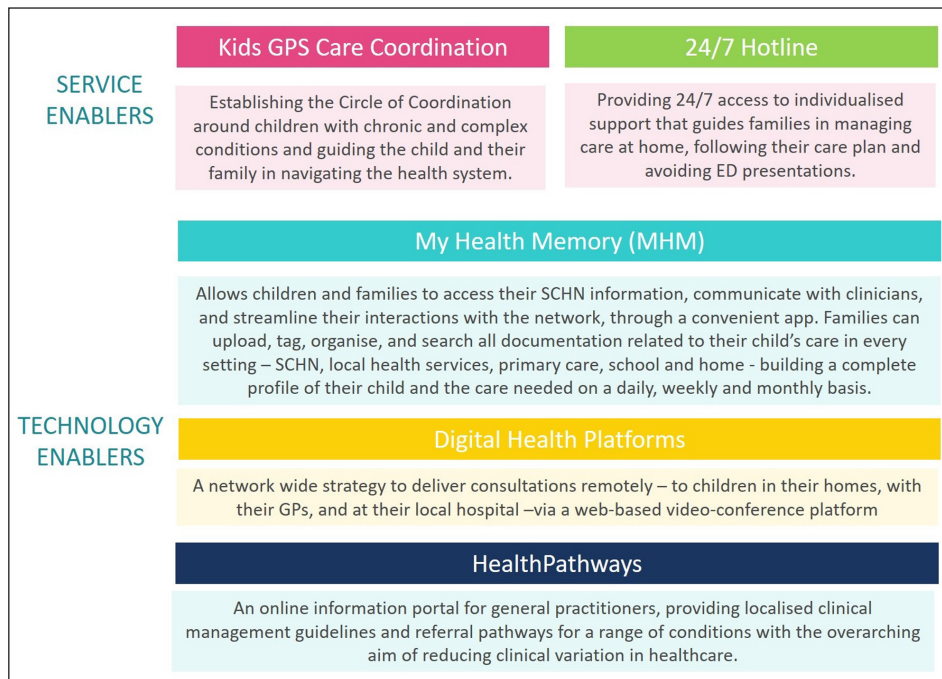 SERVICE
ENABLERS
Kids GPS Care Coordination
Establishing the Circle of Coordination
around children with chronic and complex
conditions and guiding the child and their
family in navigating the health system.
24/7 Hotline
Providing 24/7 access to individualised
support that guides families in managing
care at home, following their care plan and
avoiding ED presentations.
TECHNOLOGY
ENABLERS
My Health Memory (MHM)
Allows children and families to access their SCHN information, communicate with clinicians,
and streamline their interactions with the network, through a convenient app. Families can
upload, tag, organise, and search all documentation related to their child’s care in every
setting – SCHN, local health services, primary care, school and home - building a complete
profile of their child and the care needed on a daily, weekly and monthly basis.
Digital Health Platforms
A network wide strategy to deliver consultations remotely – to children in their homes, with
their GPs, and at their local hospital –via a web-based video-conference platform
HealthPathways
An online information portal for general practitioners, providing localised clinical
management guidelines and referral pathways for a range of conditions with the overarching
aim of reducing clinical variation in healthcare.